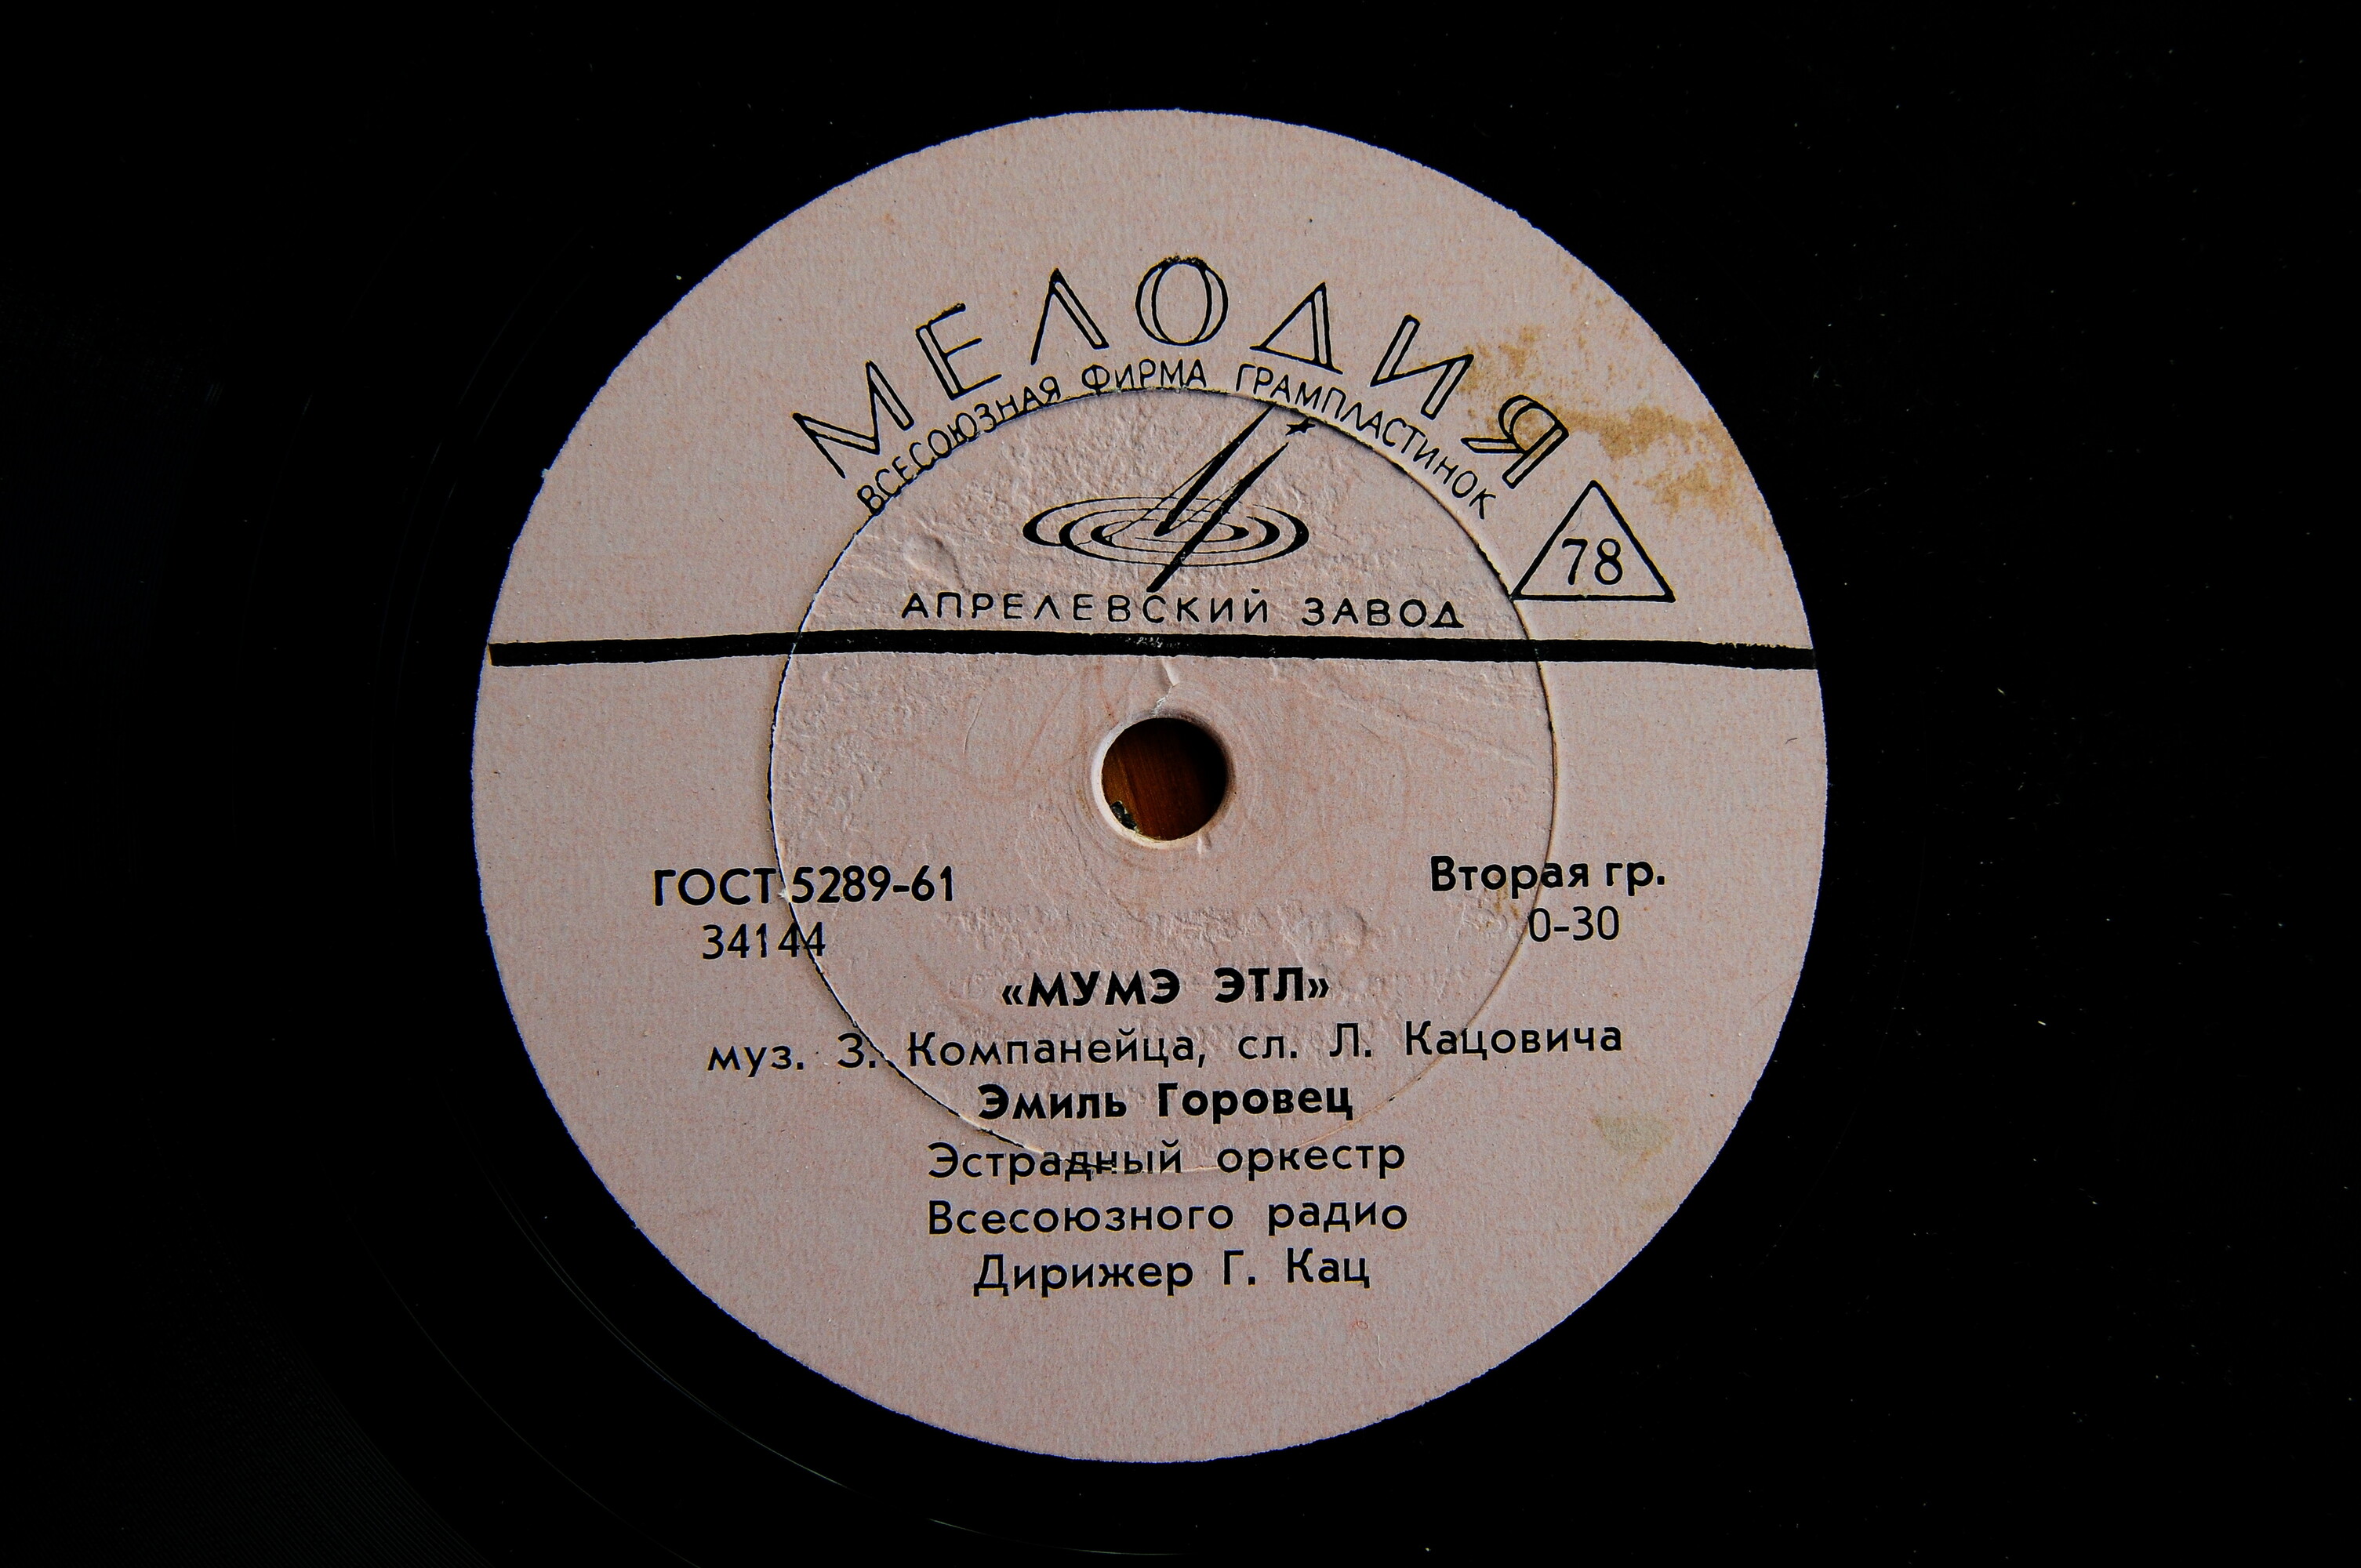 МЕЛОДИЯ
ВСЕСОЮЗНАЯ ФИРМА ГРАМПЛАСТИНОК
78
АПРЕЛЕВСКИЙ ЗАВОД
ГОСТ 5289-61
Вторая гр.
34144
0-30
«МУМЭ ЭТЛ»
муз. З. Компанейца, сл. Л. Кацовича
Эмиль Горовец
Эстрадный оркестр
Всесоюзного радио
Дирижер Г. Кац